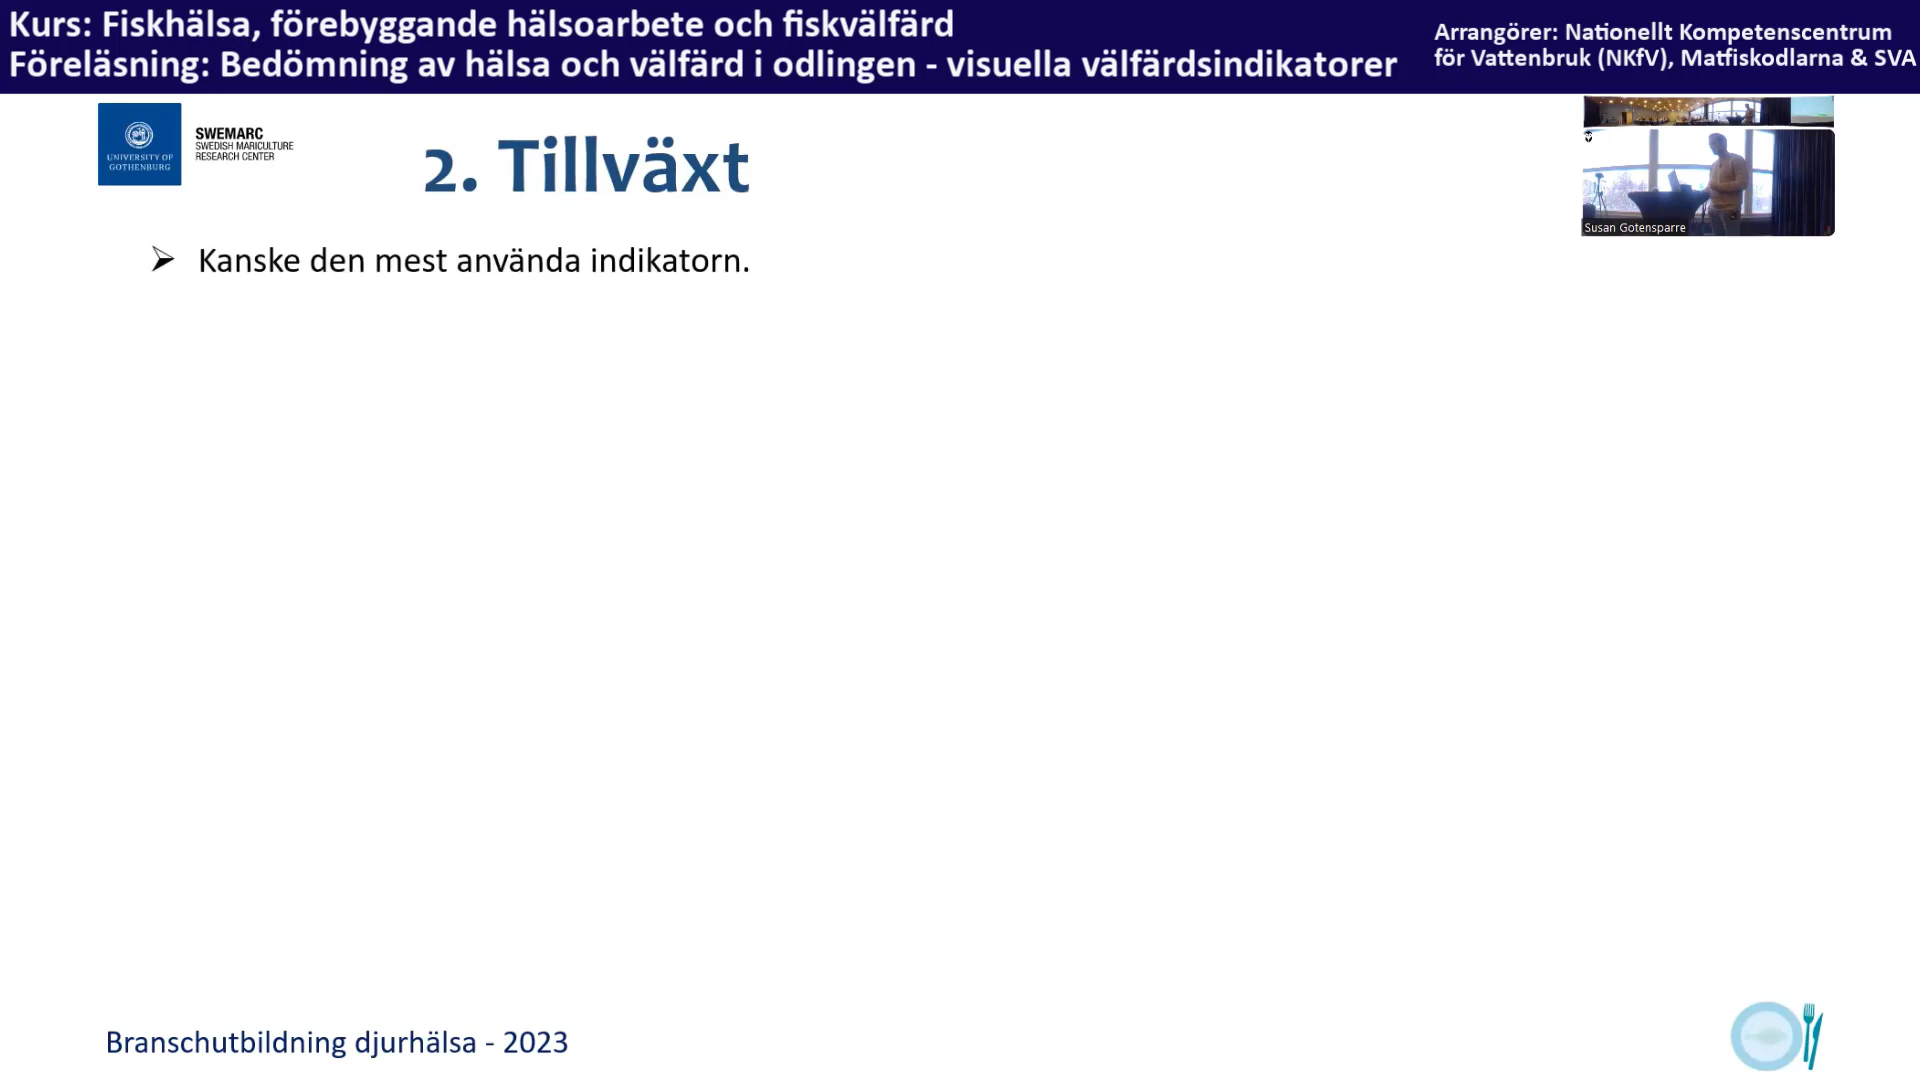 Kurs: Fiskhälsa, förebyggande hälsoarbete och fiskvälfärd
Föreläsning: Bedömning av hälsa och välfärd i odlingen - visuella välfärdsindikatorer
Arrangörer: Nationellt Kompetenscentrum
för Vattenbruk (NKfV), Matfiskodlarna & SVA
UNIVERSITY OF
GOTHENBURG
SWEMARC
SWEDISH MARICULTURE
RESEARCH CENTER
2. Tillväxt
Susan Gotensparre
➢ Kanske den mest använda indikatorn.
Branschutbildning djurhälsa - 2023